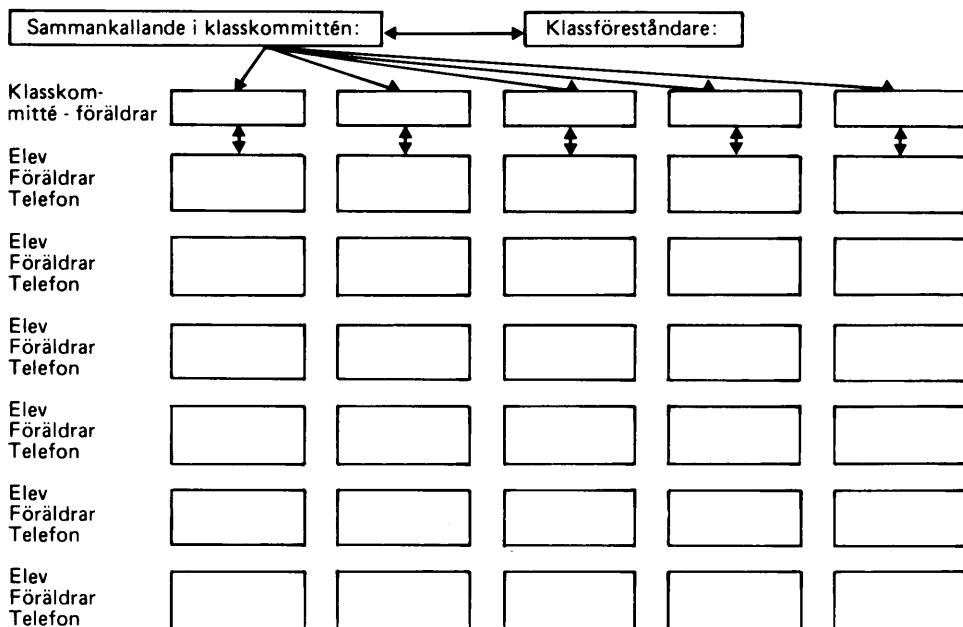 Sammankallande i klasskommittén:
Klassföreståndare:
Klasskom-
mitté - föräldrar
Elev
Föräldrar
Telefon
Elev
Föräldrar
Telefon
Elev
Föräldrar
Telefon
Elev
Föräldrar
Telefon
Elev
Föräldrar
Telefon
Elev
Föräldrar
Telefon